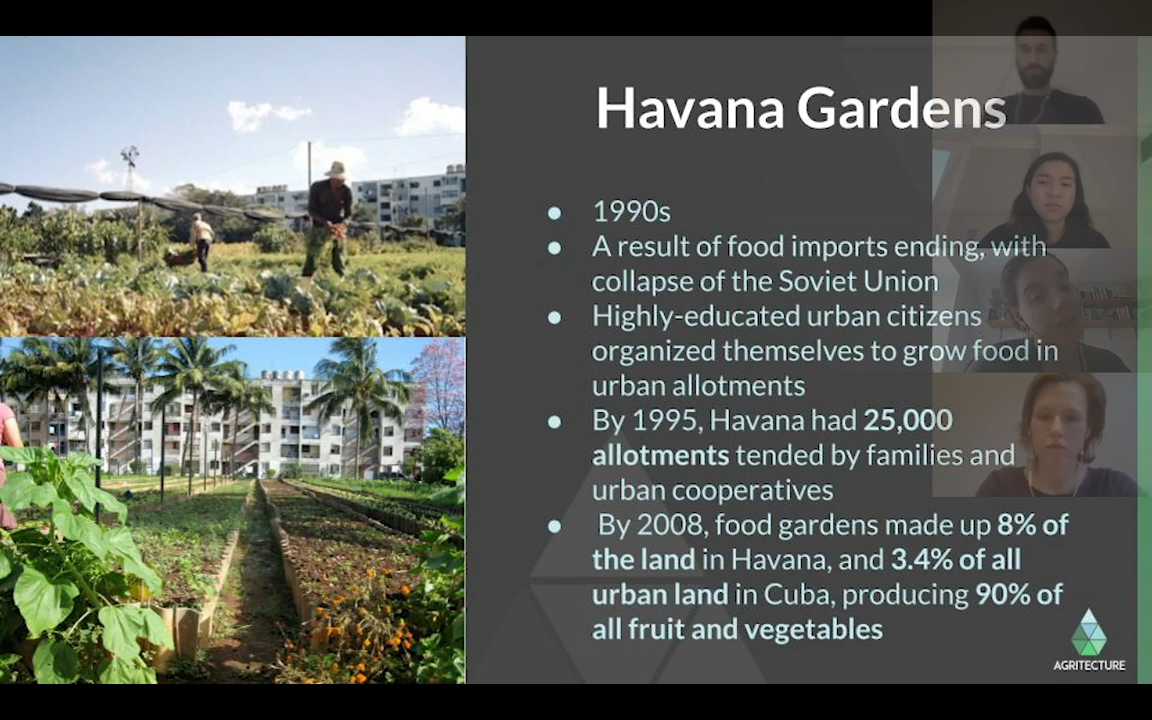 Havana Gardens
● 1990s
● A result of food imports ending, with
collapse of the Soviet Union
● Highly-educated urban citizens
organized themselves to grow food in
urban allotments
● By 1995, Havana had 25,000
allotments tended by families and
urban cooperatives
● By 2008, food gardens made up 8% of
the land in Havana, and 3.4% of all
urban land in Cuba, producing 90% of
all fruit and vegetables
AGRITECTURE